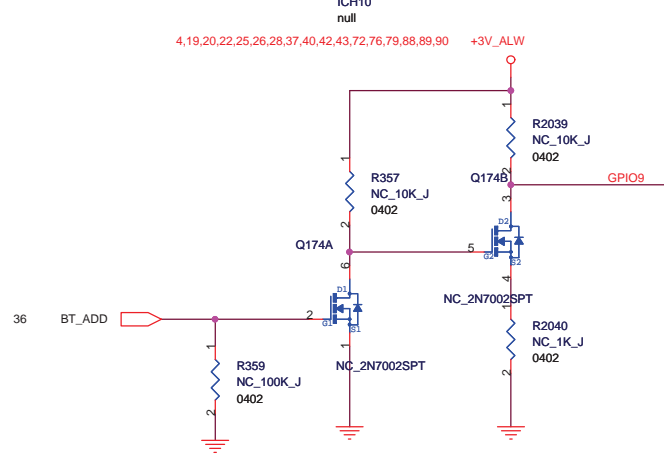 ICH10
null
4,19,20,22,25,26,28,37,40,42,43,72,76,79,88,89,90 +3V_ALW
1
R2039
NC_10K_J
0402
2
1
R357
NC_10K_J
0402
2
Q174B
GPIO9
3
D2
Q174A
5
G2
S2
6
4
D1
NC_2N7002SPT
36 BT_ADD
2
G1
S1
1
R2040
NC_1K_J
0402
2
1
NC_2N7002SPT
1
R359
NC_100K_J
0402
2